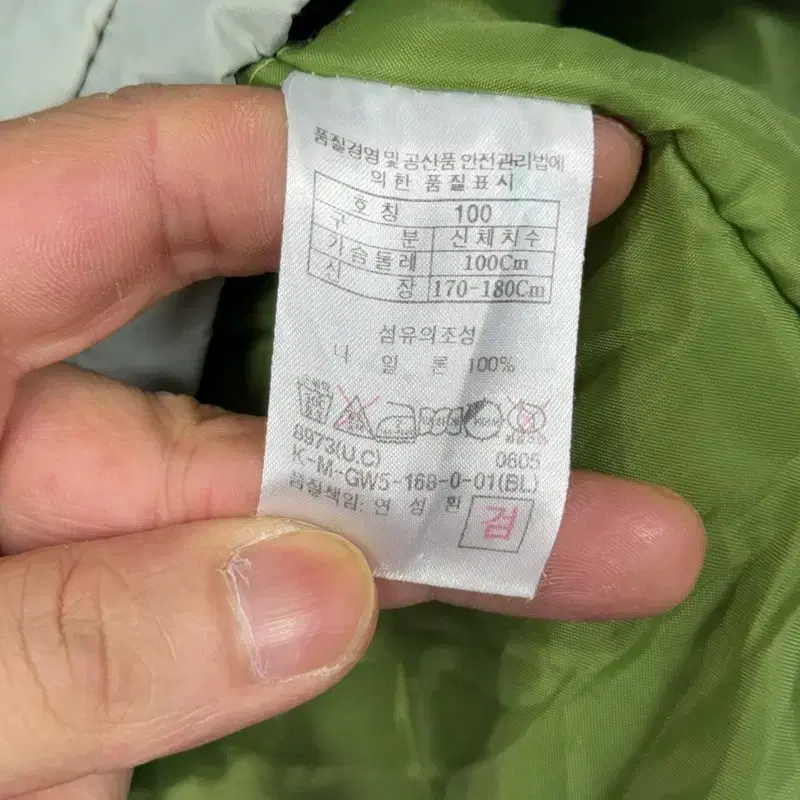 품질경영 및 공산품 안전관리법에
의한 품질표시
호 칭 100
구 분 신체치수
가슴둘레 100Cm
신 장 170-180Cm
섬유의조성
나 일 론 100%
8973(U.C) 0605
K-M-GW5-168-0-01(BL)
품질책임: 연 성 환
검